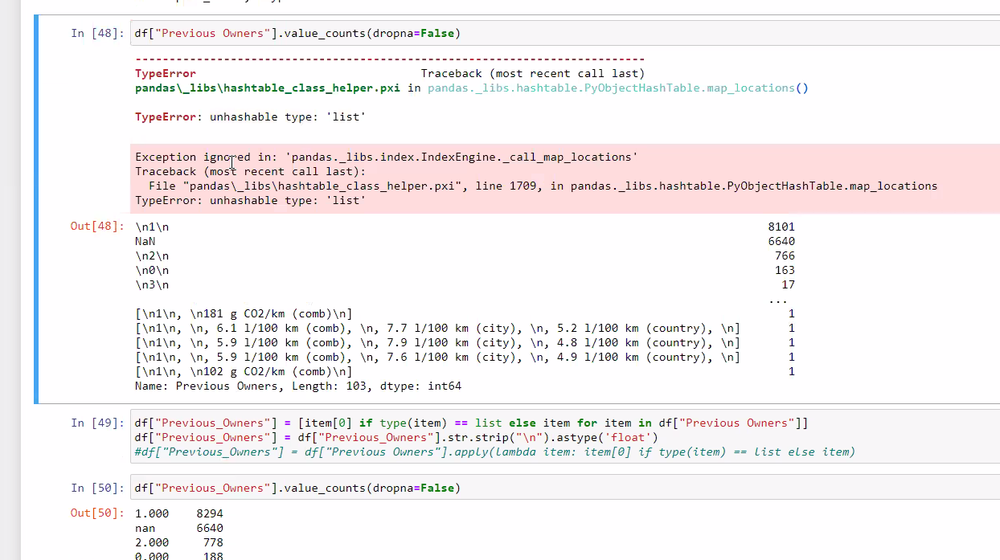 In [48]: df["Previous Owners"].value_counts(dropna=False)
---------------------------------------------------------------------------
TypeError Traceback (most recent call last)
pandas\_libs\hashtable_class_helper.pxi in pandas._libs.hashtable.PyObjectHashTable.map_locations()
TypeError: unhashable type: 'list'
Exception ignored in: 'pandas._libs.index.IndexEngine._call_map_locations'
Traceback (most recent call last):
File "pandas\_libs\hashtable_class_helper.pxi", line 1709, in pandas._libs.hashtable.PyObjectHashTable.map_locations
TypeError: unhashable type: 'list'
Out[48]: \n1\n 8101
NaN 6640
\n2\n 766
\n0\n 163
\n3\n 17
...
[\n1\n, \n181 g CO2/km (comb)\n] 1
[\n1\n, \n, 6.1 l/100 km (comb), \n, 7.7 l/100 km (city), \n, 5.2 l/100 km (country), \n] 1
[\n1\n, \n, 5.9 l/100 km (comb), \n, 7.9 l/100 km (city), \n, 4.8 l/100 km (country), \n] 1
[\n1\n, \n, 5.9 l/100 km (comb), \n, 7.6 l/100 km (city), \n, 4.9 l/100 km (country), \n] 1
[\n1\n, \n102 g CO2/km (comb)\n] 1
Name: Previous Owners, Length: 103, dtype: int64
In [49]: df["Previous_Owners"] = [item[0] if type(item) == list else item for item in df["Previous Owners"]]
df["Previous_Owners"] = df["Previous_Owners"].str.strip("\n").astype('float')
#df["Previous_Owners"] = df["Previous Owners"].apply(lambda item: item[0] if type(item) == list else item)
In [50]: df["Previous_Owners"].value_counts(dropna=False)
Out[50]: 1.000 8294
nan 6640
2.000 778
0.000 188